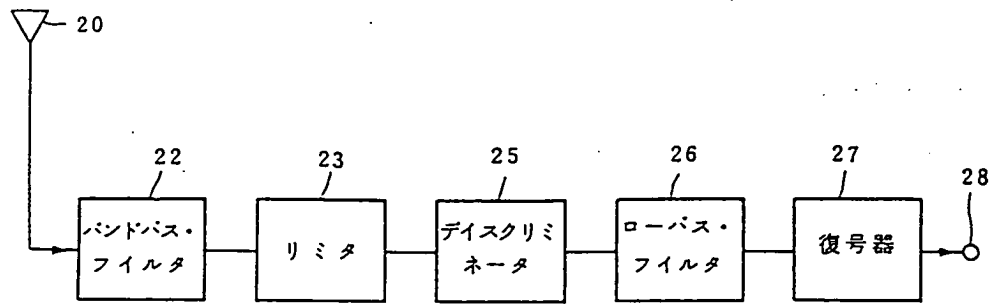 20
22
23
25
26
27
28
バンドパス・
フイルタ
リミタ
デイスクリミ
ネータ
ローパス・
フイルタ
復号器